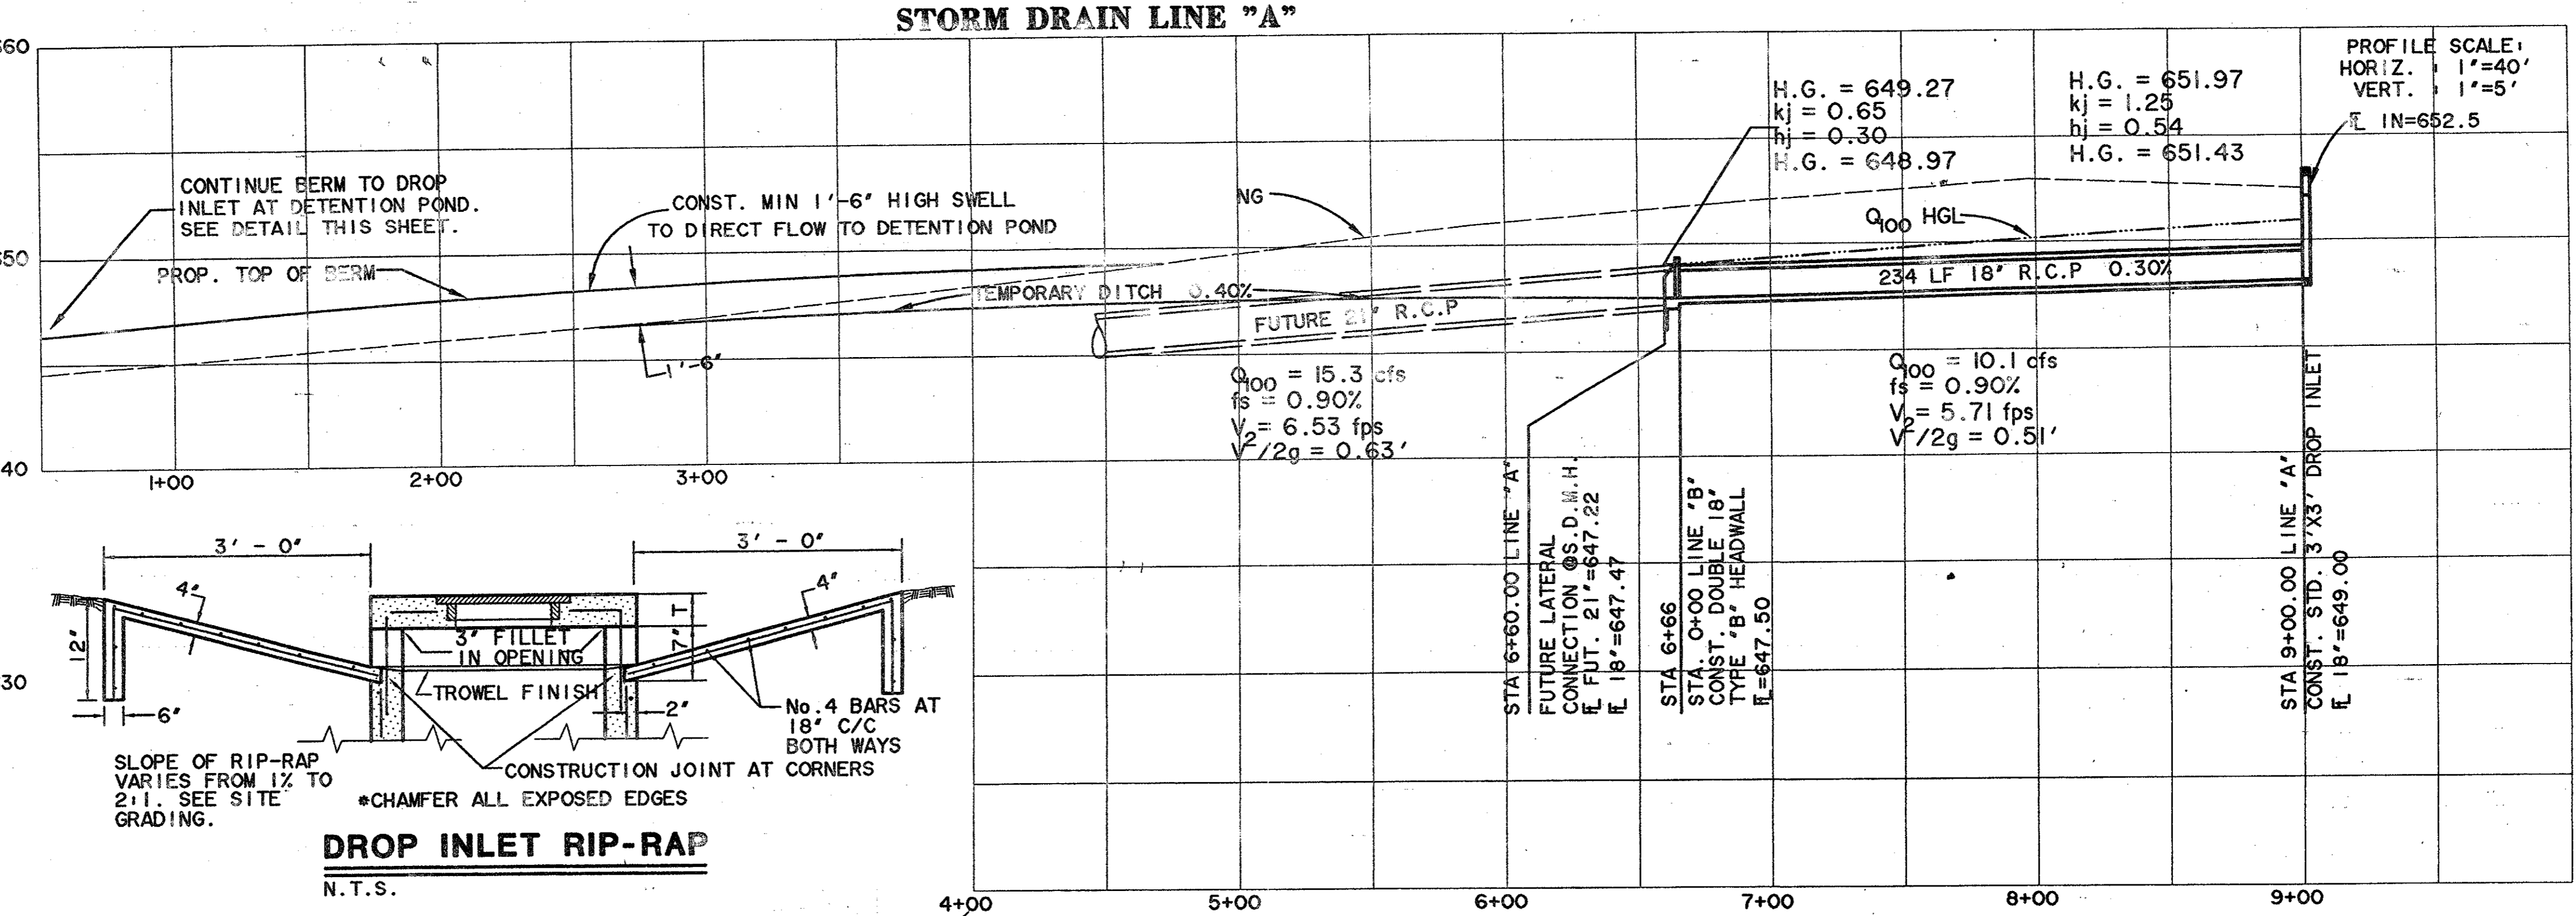 STORM DRAIN LINE "A"
PROFILE SCALE:
HORIZ. : 1"=40'
VERT. : 1"=5'
H.G. = 649.27
kj = 0.65
hj = 0.30
H.G. = 648.97
H.G. = 651.97
kj = 1.25
hj = 0.54
H.G. = 651.43
FL IN=652.5
CONTINUE BERM TO DROP
INLET AT DETENTION POND.
SEE DETAIL THIS SHEET.
CONST. MIN 1'-6" HIGH SWELL
TO DIRECT FLOW TO DETENTION POND
NG
Q100 HGL
PROP. TOP OF BERM
TEMPORARY DITCH 0.40%
FUTURE 21" R.C.P
234 LF 18" R.C.P 0.30%
1'-6"
Q100 = 15.3 cfs
fs = 0.90%
V2= 6.53 fps
V2/2g = 0.63'
Q100 = 10.1 cfs
fs = 0.90%
V2= 5.71 fps
V2/2g = 0.51'
60
50
40
30
1+00
2+00
3+00
4+00
5+00
6+00
7+00
8+00
9+00
STA 6+60.00 LINE "A"
FUTURE LATERAL
CONNECTION @S.D.M.H.
FL FUT. 21"=647.22
FL 18"=647.47
STA 6+66
STA. 0+00 LINE "B"
CONST. DOUBLE 18"
TYPE "B" HEADWALL
FL=647.50
STA 9+00.00 LINE "A"
CONST. STD. 3'X3' DROP INLET
FL 18"=649.00
3' - 0"
3' - 0"
4"
4"
12"
T
7"
3" FILLET
IN OPENING
TROWEL FINISH
6"
2"
No.4 BARS AT
18" C/C
BOTH WAYS
CONSTRUCTION JOINT AT CORNERS
SLOPE OF RIP-RAP
VARIES FROM 1% TO
2:1. SEE SITE
GRADING.
*CHAMFER ALL EXPOSED EDGES
DROP INLET RIP-RAP
N.T.S.